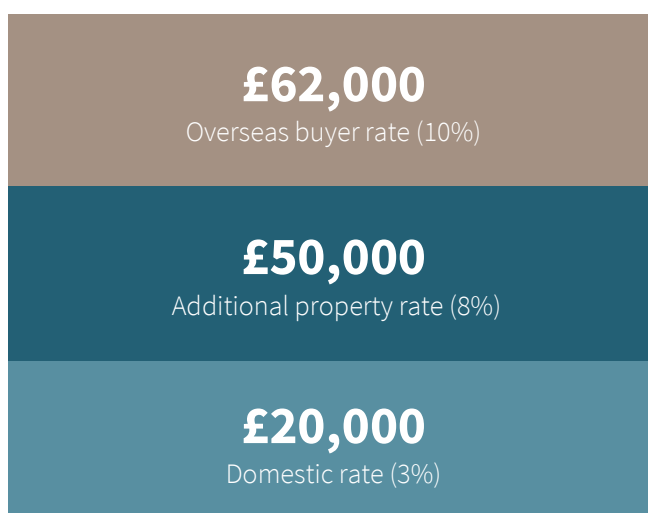 £62,000
Overseas buyer rate (10%)
£50,000
Additional property rate (8%)
£20,000
Domestic rate (3%)